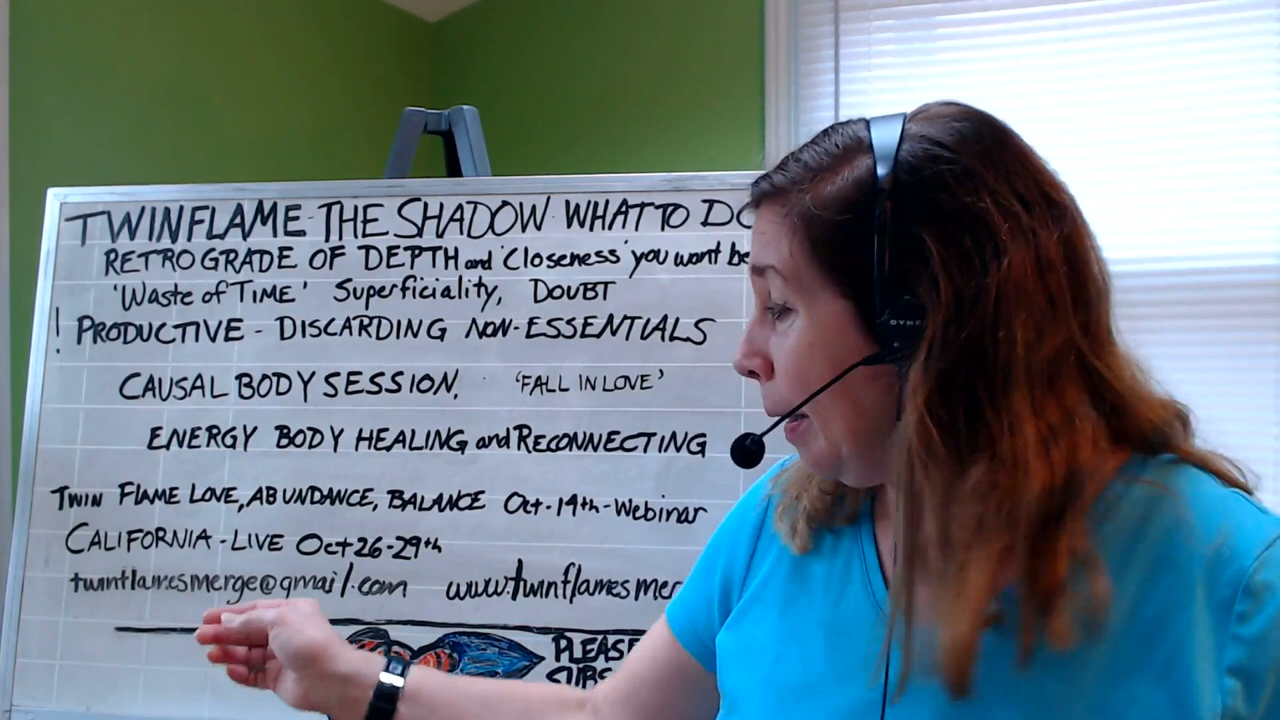 TWINFLAME-THE SHADOW-WHAT TO DO
RETROGRADE OF DEPTH and 'Closeness' you want be
'Waste of TIME' Superficiality, DOUBT
! PRODUCTIVE - DISCARDING NON-ESSENTIALS
CAUSAL BODY SESSION, 'FALL IN LOVE'
ENERGY BODY HEALING and RECONNECTING
TWIN FLAME LOVE, ABUNDANCE, BALANCE Oct-14th-Webinar
CALIFORNIA-LIVE Oct 26-29th
twinflamesmerge@gmail.com www.twinflamesmer
PLEASE
SUBS